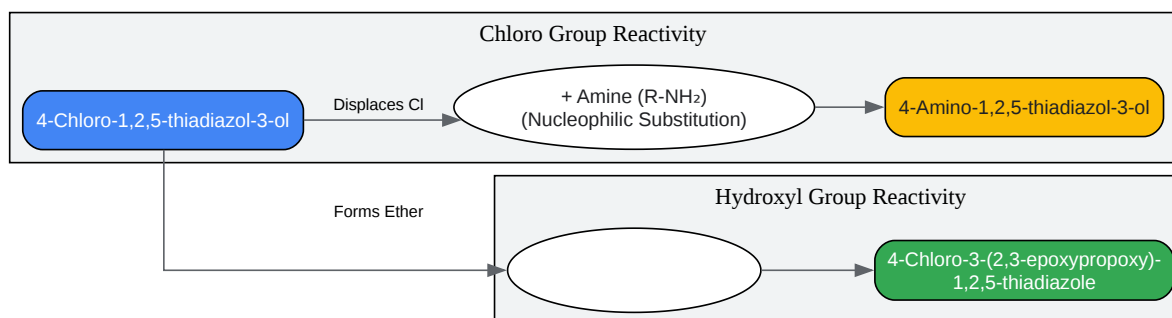 Chloro Group Reactivity
4-Chloro-1,2,5-thiadiazol-3-ol
Displaces Cl
+ Amine (R-NH₂)
(Nucleophilic Substitution)
4-Amino-1,2,5-thiadiazol-3-ol
Forms Ether
Hydroxyl Group Reactivity
4-Chloro-3-(2,3-epoxypropoxy)-
1,2,5-thiadiazole